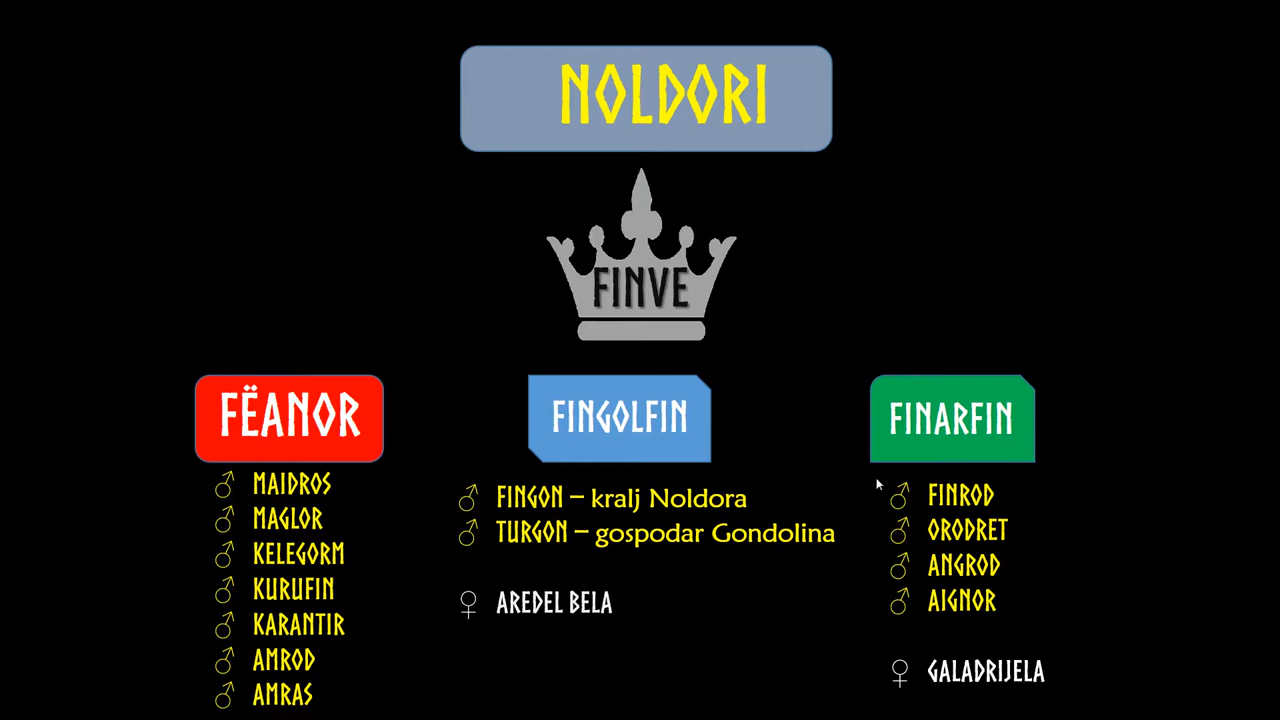 NOLDORI
FINVE
FËANOR
MAIDROS
MAGLOR
KELEGORM
KURUFIN
KARANTIR
AMROD
AMRAS
FINGOLFIN
FINGON – kralj Noldora
TURGON – gospodar Gondolina
AREDEL BELA
FINARFIN
FINROD
ORODRET
ANGROD
AIGNOR
GALADRIJELA